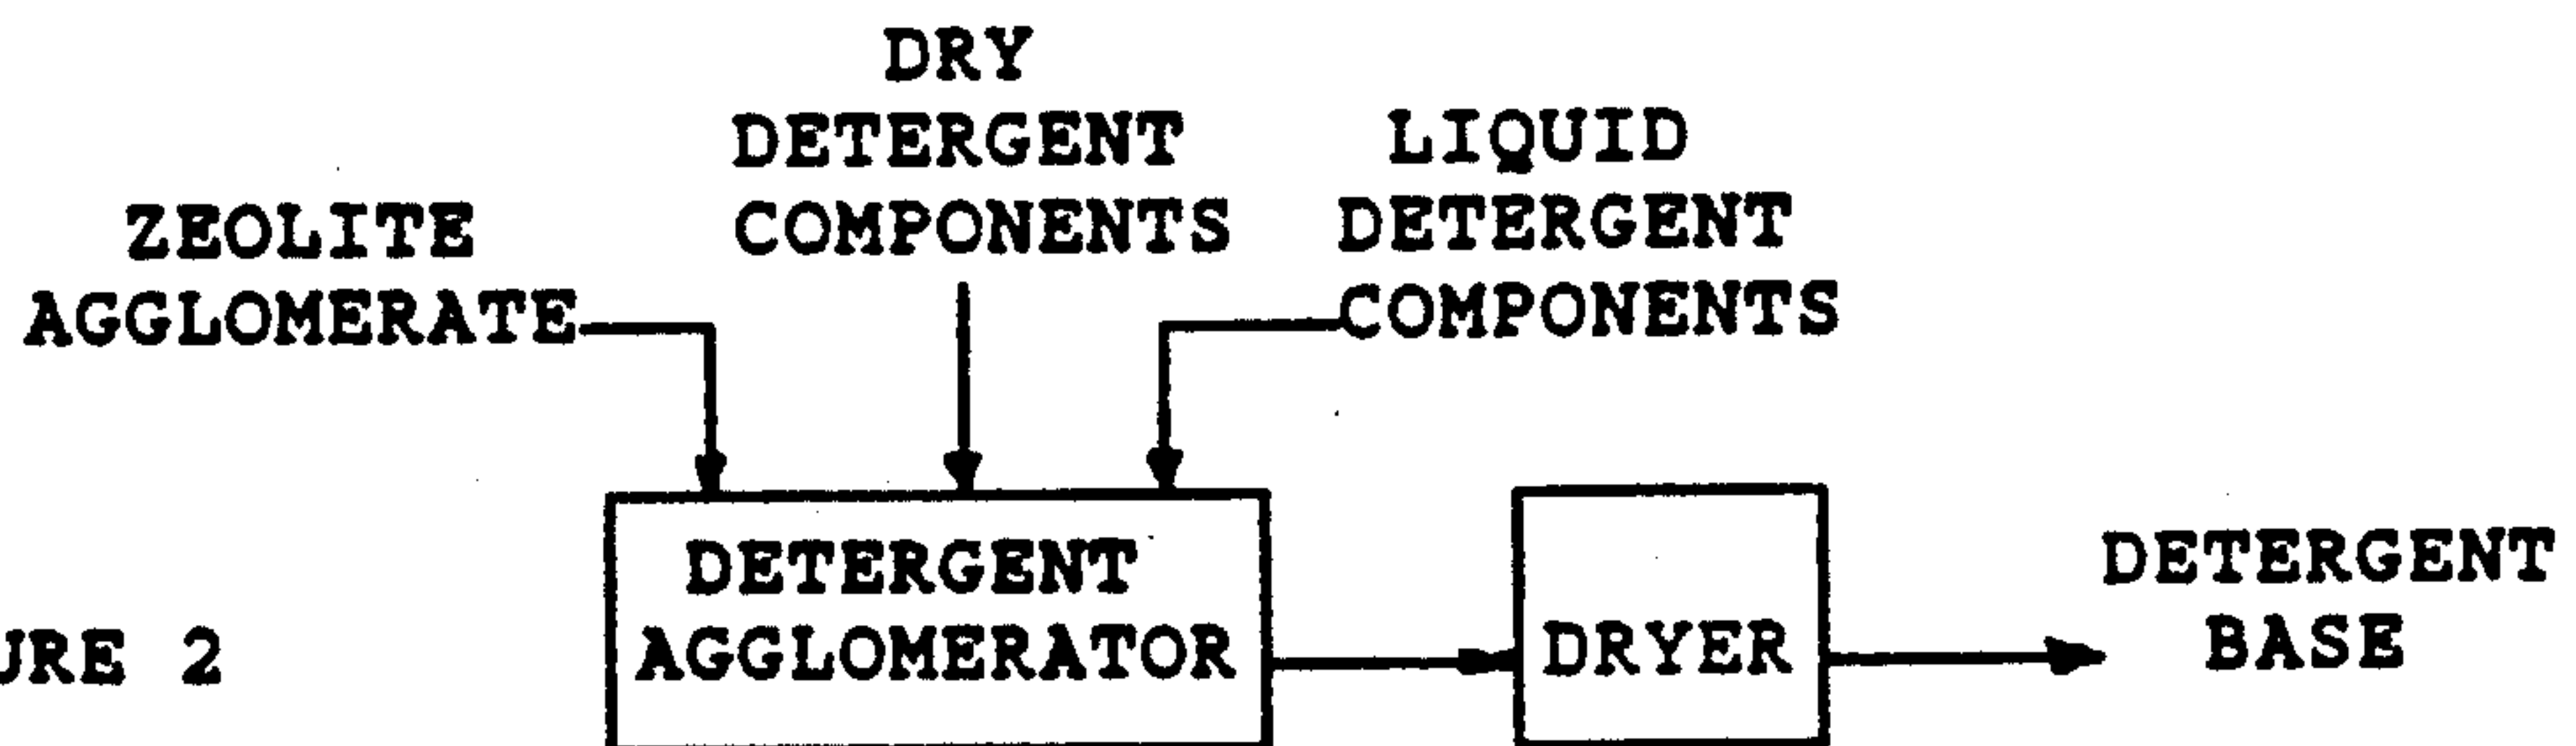 DRY
DETERGENT
COMPONENTS
LIQUID
DETERGENT
COMPONENTS
ZEOLITE
AGGLOMERATE
DETERGENT
AGGLOMERATOR
DRYER
DETERGENT
BASE
URE 2